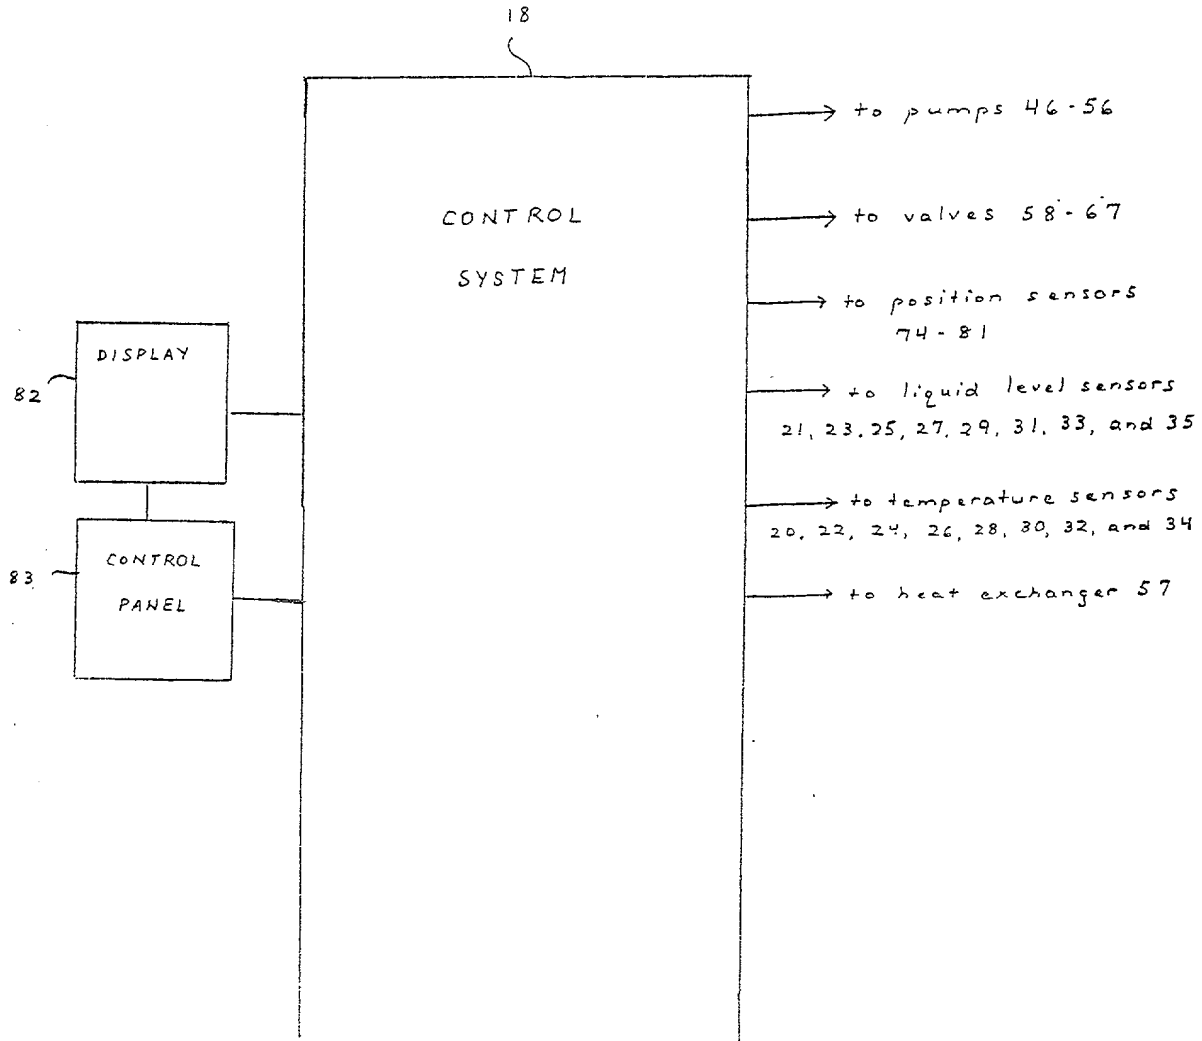 18
CONTROL
SYSTEM
to pumps 46-56
to valves 58-67
to position sensors
74-81
to liquid level sensors
21, 23, 25, 27, 29, 31, 33, and 35
to temperature sensors
20, 22, 24, 26, 28, 30, 32, and 34
to heat exchanger 57
DISPLAY
82
CONTROL
PANEL
83